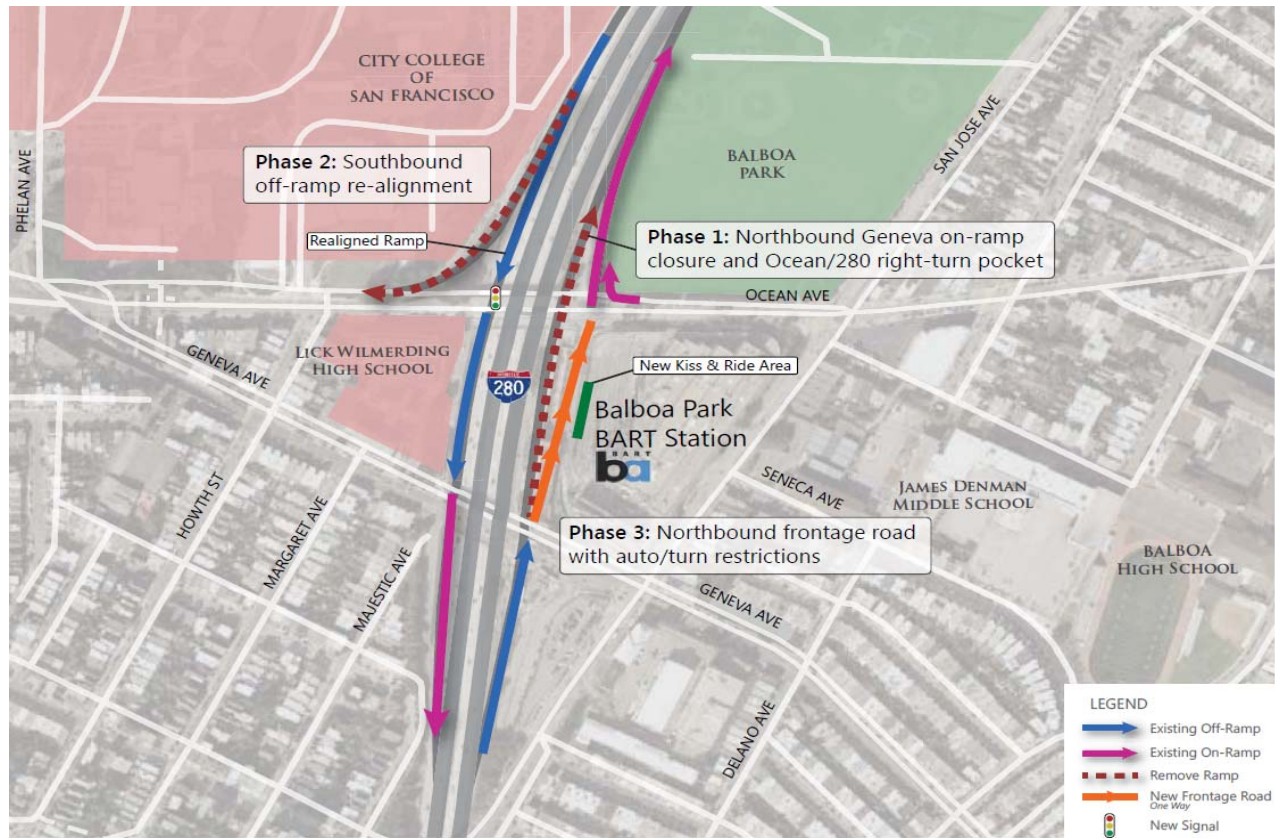 CITY COLLEGE
OF
SAN FRANCISCO
PHELAN AVE
Phase 2: Southbound
off-ramp re-alignment
Realigned Ramp
BALBOA
PARK
SAN JOSE AVE
Phase 1: Northbound Geneva on-ramp
closure and Ocean/280 right-turn pocket
OCEAN AVE
GENEVA AVE
LICK WILMERDING
HIGH SCHOOL
INTERSTATE
280
New Kiss & Ride Area
Balboa Park
BART Station
BART
ba
HOWTH ST
MARGARET AVE
MAJESTIC AVE
SENECA AVE
JAMES DENMAN
MIDDLE SCHOOL
BALBOA
HIGH SCHOOL
Phase 3: Northbound frontage road
with auto/turn restrictions
GENEVA AVE
DELANO AVE
LEGEND
Existing Off-Ramp
Existing On-Ramp
Remove Ramp
New Frontage Road
One Way
New Signal